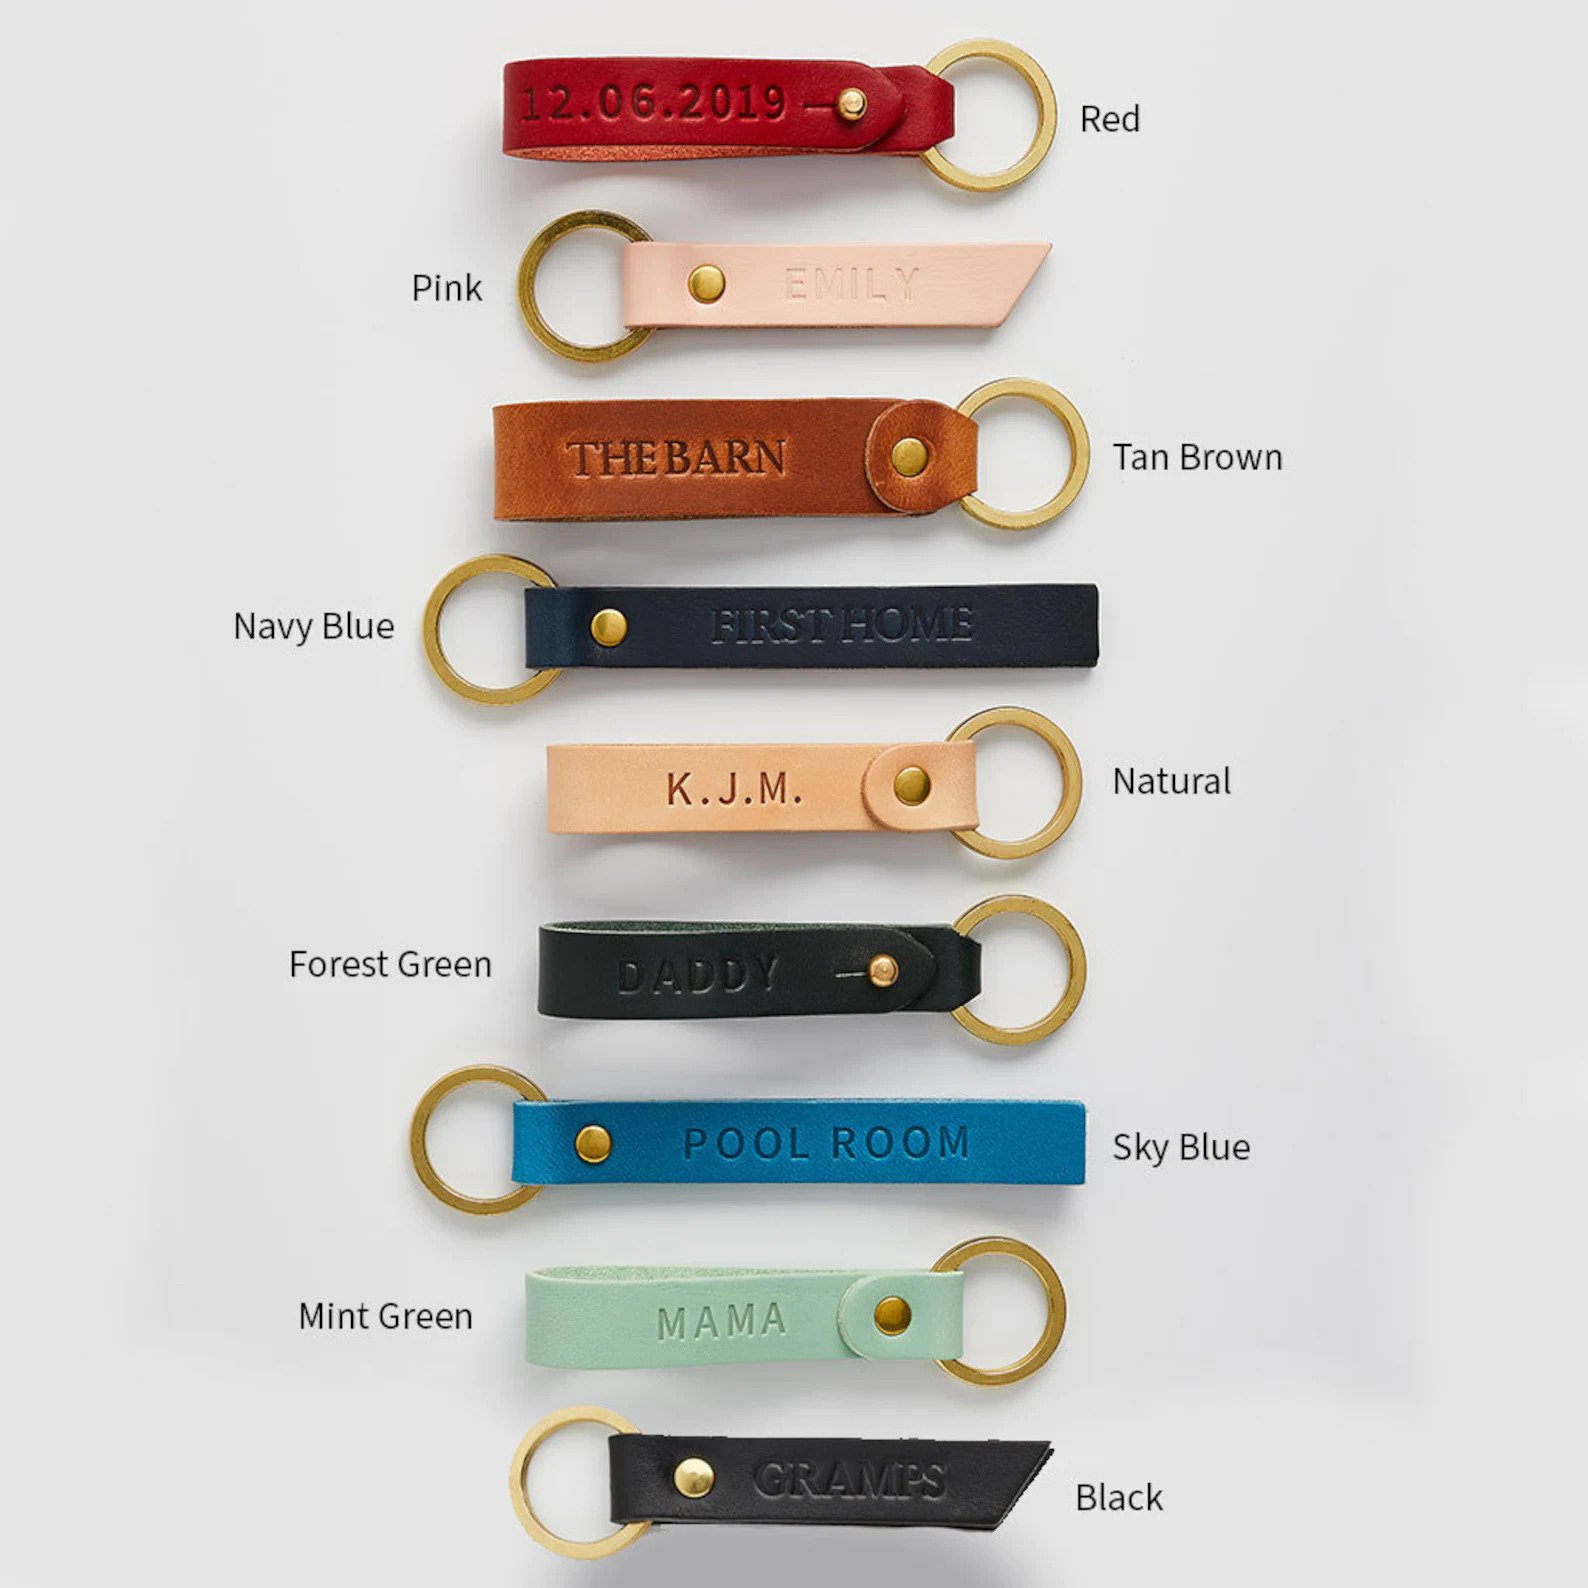 12.06.2019
Red
Pink
EMILY
THE BARN
Tan Brown
Navy Blue
FIRST HOME
K.J.M.
Natural
Forest Green
DADDY
POOL ROOM
Sky Blue
Mint Green
MAMA
GRAMPS
Black